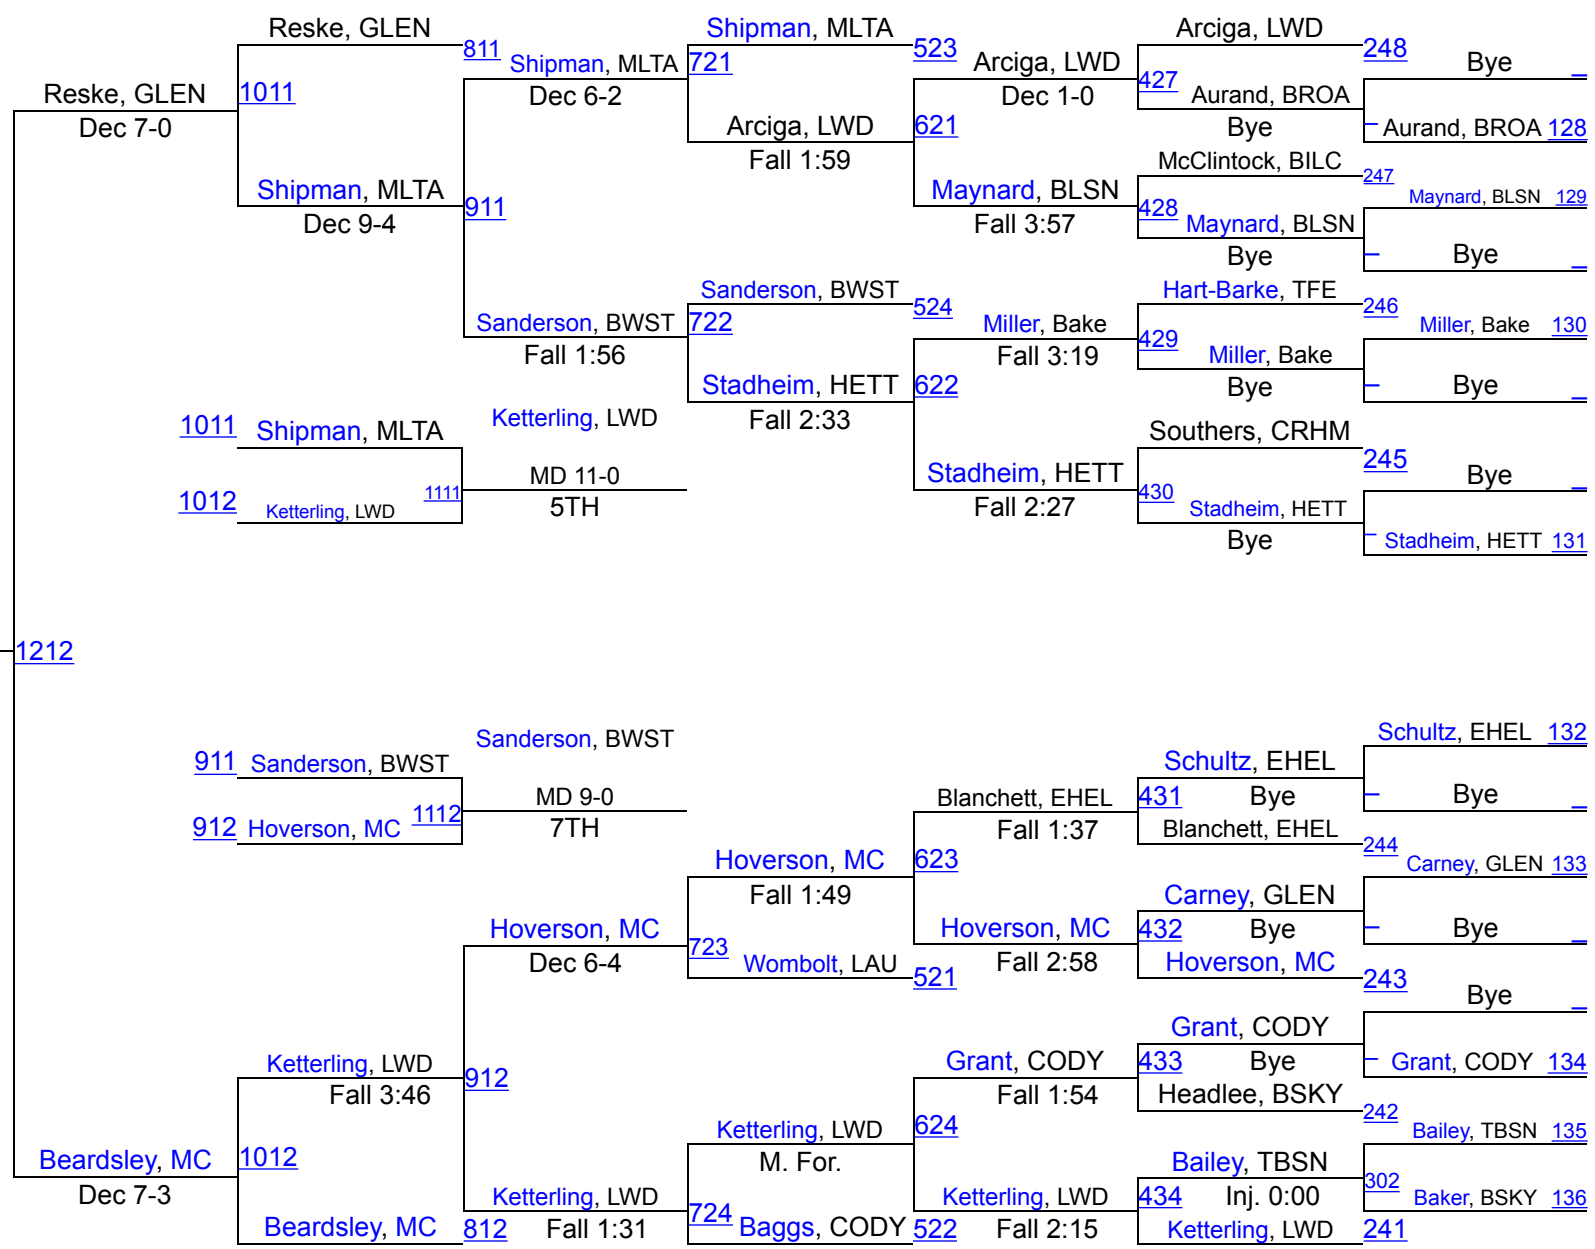 Reske, GLEN
Shipman, MLTA
Arciga, LWD
811
523
248
Bye
Shipman, MLTA
721
Arciga, LWD
Reske, GLEN
1011
Dec 6-2
427
Aurand, BROA
Dec 7-0
Dec 1-0
Arciga, LWD
621
Bye
Aurand, BROA 128
Fall 1:59
McClintock, BILC
247
Shipman, MLTA
Maynard, BLSN
Maynard, BLSN 129
911
428
Dec 9-4
Fall 3:57
Maynard, BLSN
Bye
Bye
Sanderson, BWST
Hart-Barke, TFE
524
246
Sanderson, BWST
722
Miller, Bake
Miller, Bake 130
429
Fall 1:56
Fall 3:19
Miller, Bake
Stadheim, HETT
622
Bye
Bye
Fall 2:33
1011 Shipman, MLTA
Ketterling, LWD
Southers, CRHM
245
MD 11-0
Stadheim, HETT
Bye
1012 Ketterling, LWD
1111
430
5TH
Fall 2:27
Stadheim, HETT
Bye
Stadheim, HETT 131
1212
Sanderson, BWST
Schultz, EHEL 132
911 Sanderson, BWST
Schultz, EHEL
MD 9-0
Blanchett, EHEL
431
Bye
Bye
912 Hoverson, MC
1112
7TH
Fall 1:37
Blanchett, EHEL
244
Hoverson, MC
623
Carney, GLEN 133
Fall 1:49
Carney, GLEN
Hoverson, MC
Hoverson, MC
432
Bye
Bye
Dec 6-4
723
Wombolt, LAU
521
Fall 2:58
Hoverson, MC
243
Bye
Grant, CODY
Ketterling, LWD
912
Grant, CODY
433
Bye
Grant, CODY 134
Fall 3:46
Fall 1:54
Headlee, BSKY
242
Ketterling, LWD
624
Bailey, TBSN 135
Beardsley, MC
1012
M. For.
Bailey, TBSN
302
Dec 7-3
Ketterling, LWD
Ketterling, LWD
434
Inj. 0:00
Baker, BSKY 136
724
Beardsley, MC
812
Fall 1:31
Baggs, CODY
522
Fall 2:15
Ketterling, LWD
241